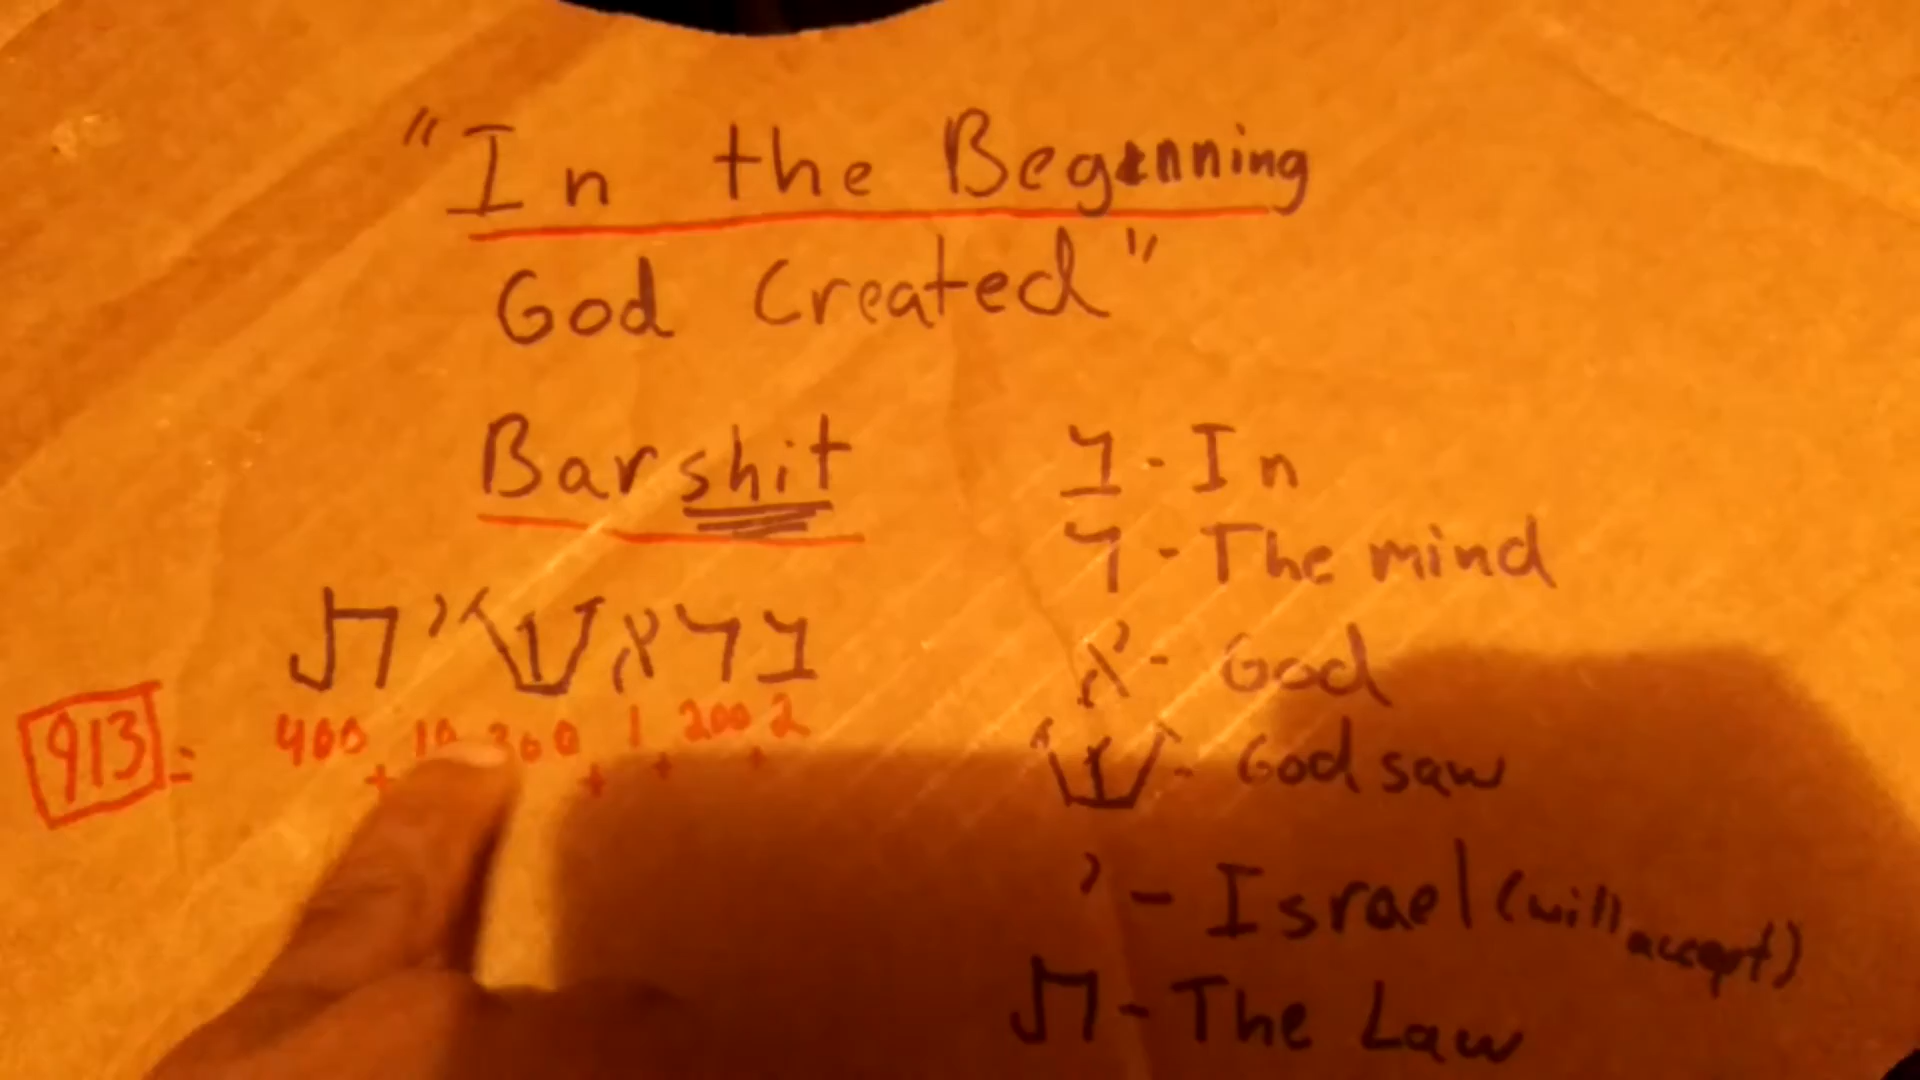 "In the Beginning
God Created"
Barshit
בראשית
913 = 400 + 10 300 + 1 + 200 + 2
ב - In
ר - The mind
א - God
ש - God saw
י - Israel (will accept)
ת - The Law